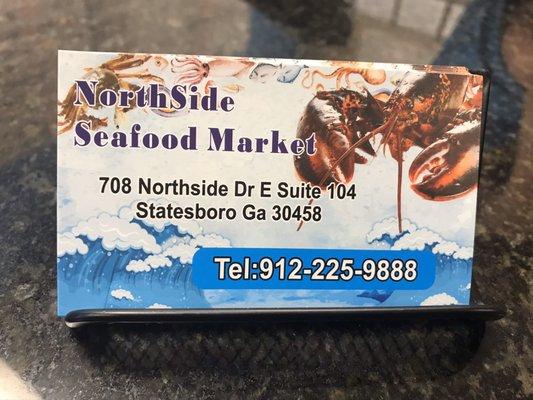 NorthSide
Seafood Market
708 Northside Dr E Suite 104
Statesboro Ga 30458
Tel:912-225-9888